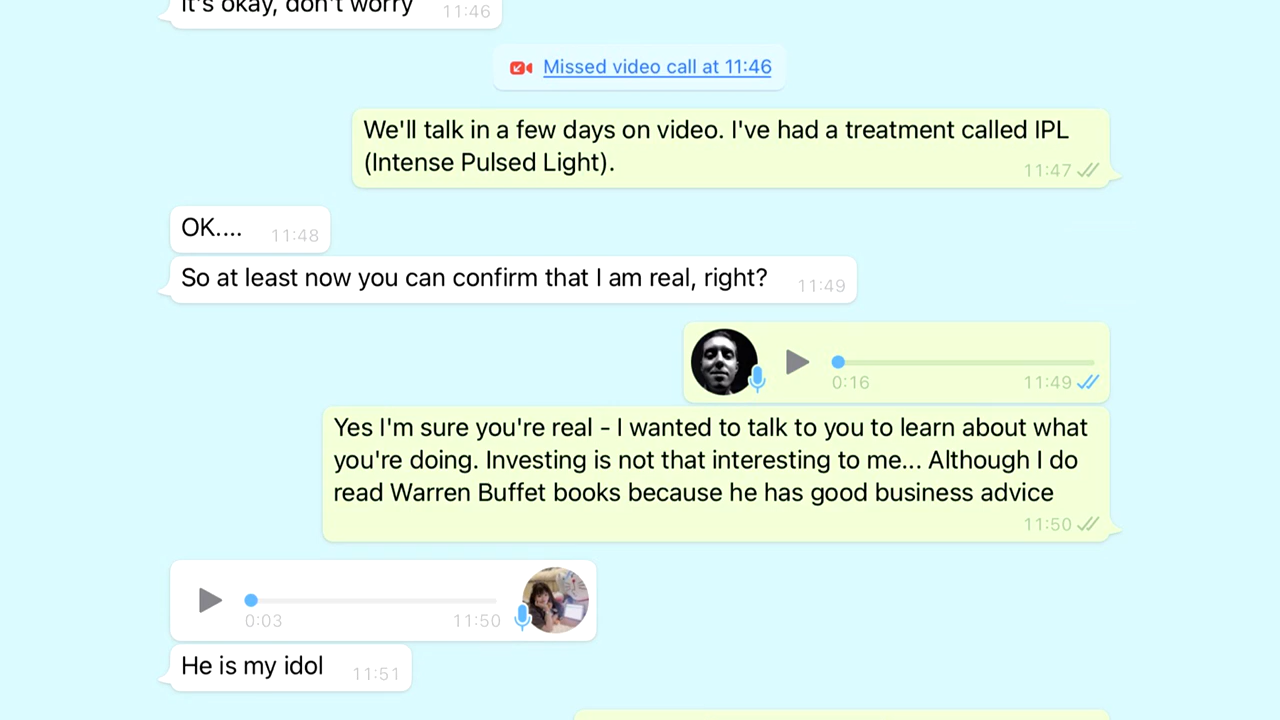 It's okay, don't worry 11:46
Missed video call at 11:46
We'll talk in a few days on video. I've had a treatment called IPL
(Intense Pulsed Light).
11:47
OK.... 11:48
So at least now you can confirm that I am real, right? 11:49
0:16 11:49
Yes I'm sure you're real - I wanted to talk to you to learn about what
you're doing. Investing is not that interesting to me... Although I do
read Warren Buffet books because he has good business advice
11:50
0:03 11:50
He is my idol 11:51